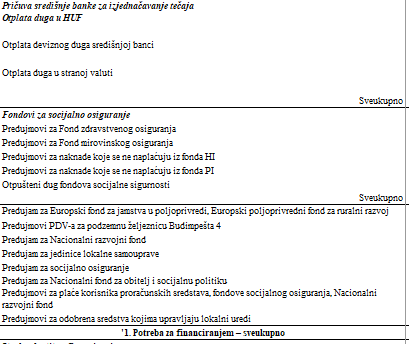 Pričuva središnje banke za izjednačavanje tečaja
Otplata duga u HUF
Otplata deviznog duga središnjoj banci
Otplata duga u stranoj valuti
Sveukupno
Fondovi za socijalno osiguranje
Predujmovi za Fond zdravstvenog osiguranja
Predujmovi za Fond mirovinskog osiguranja
Predujmovi za naknade koje se ne naplaćuju iz fonda HI
Predujmovi za naknade koje se ne naplaćuju iz fonda PI
Otpušteni dug fondova socijalne sigurnosti
Sveukupno
Predujam za Europski fond za jamstva u poljoprivredi, Europski poljoprivredni fond za ruralni razvoj
Predujmovi PDV-a za podzemnu željeznicu Budimpešta 4
Predujam za Nacionalni razvojni fond
Predujam za jedinice lokalne samouprave
Predujam za socijalno osiguranje
Predujam za Nacionalni fond za obitelj i socijalnu politiku
Predujmovi za plaće korisnika proračunskih sredstava, fondove socijalnog osiguranja, Nacionalni
razvojni fond
Predujmovi za odobrena sredstva kojima upravljaju lokalni uredi
'1. Potreba za financiranjem – sveukupno